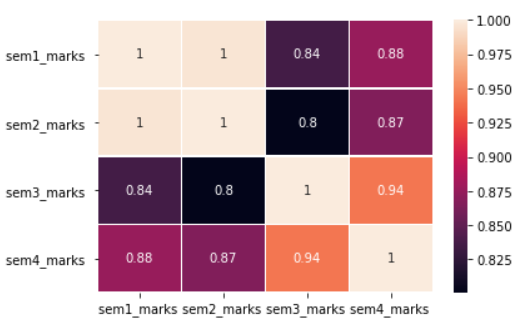 sem1_marks 1 1 0.84 0.88
sem2_marks 1 1 0.8 0.87
sem3_marks 0.84 0.8 1 0.94
sem4_marks 0.88 0.87 0.94 1
sem1_marks sem2_marks sem3_marks sem4_marks
1.000
0.975
0.950
0.925
0.900
0.875
0.850
0.825